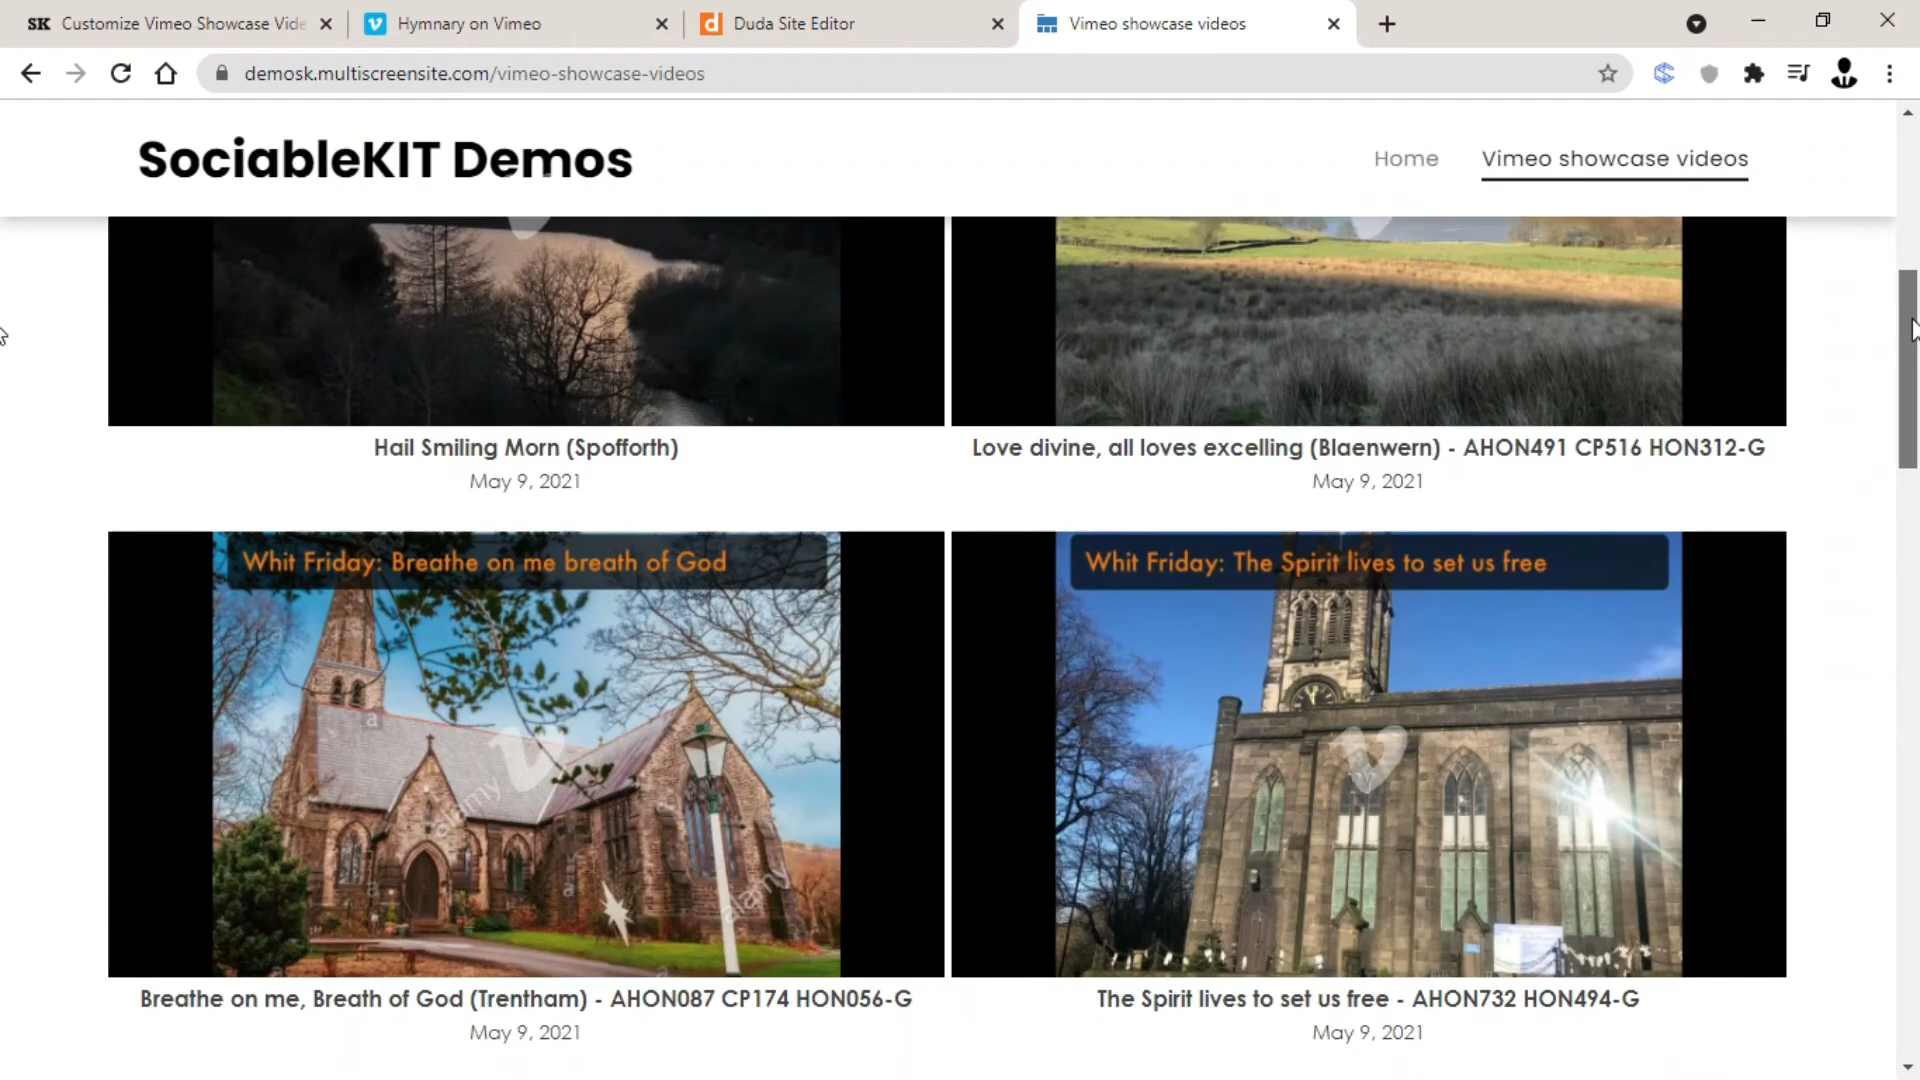 SK Customize Vimeo Showcase Vide
Hymnary on Vimeo
Duda Site Editor
Vimeo showcase videos
demosk.multiscreensite.com/vimeo-showcase-videos
SociableKIT Demos
Home
Vimeo showcase videos
Hail Smiling Morn (Spofforth)
May 9, 2021
Love divine, all loves excelling (Blaenwern) - AHON491 CP516 HON312-G
May 9, 2021
Whit Friday: Breathe on me breath of God
alamy
alamy
a
a
a
a
Whit Friday: The Spirit lives to set us free
Breathe on me, Breath of God (Trentham) - AHON087 CP174 HON056-G
May 9, 2021
The Spirit lives to set us free - AHON732 HON494-G
May 9, 2021